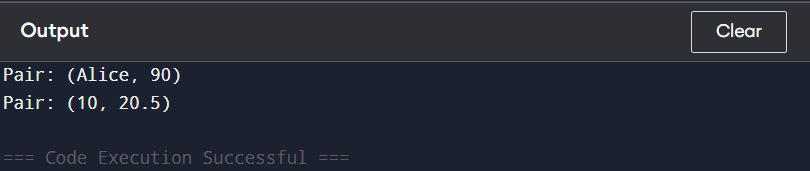 Output
Clear
Pair: (Alice, 90)
Pair: (10, 20.5)
=== Code Execution Successful ===